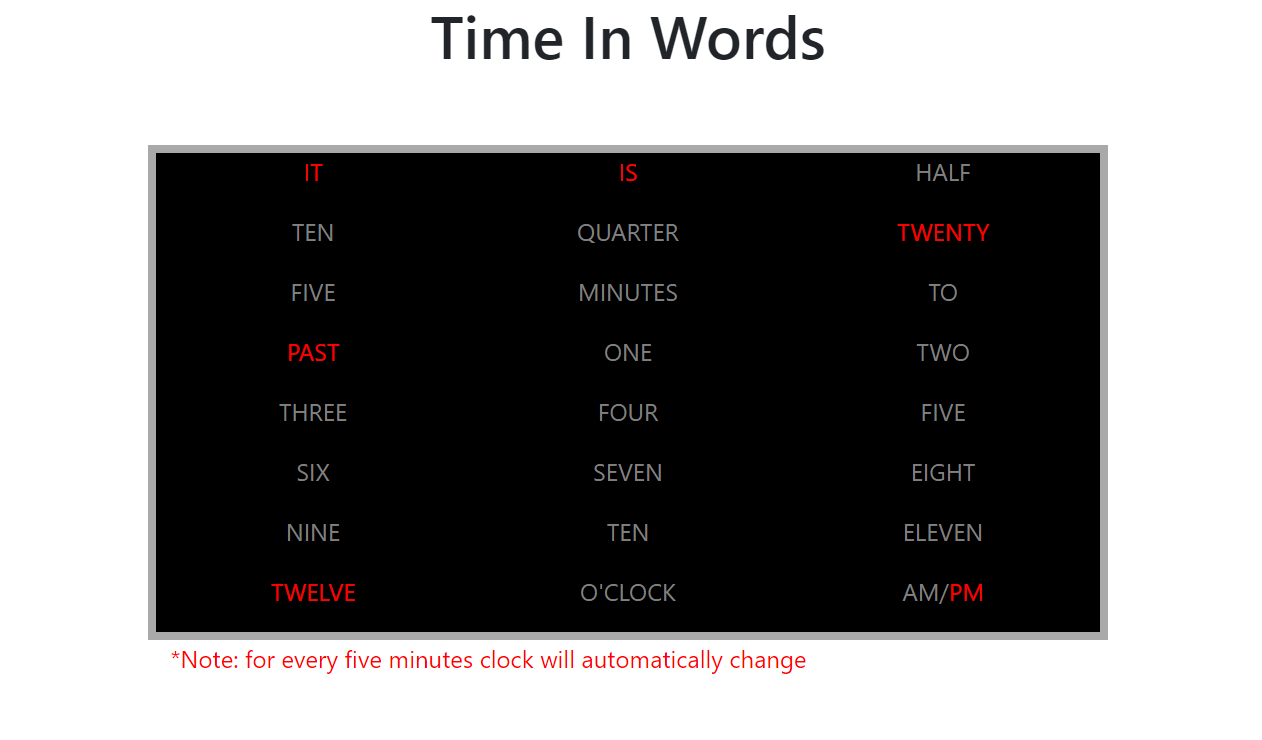 Time In Words
IT IS HALF
TEN QUARTER TWENTY
FIVE MINUTES TO
PAST ONE TWO
THREE FOUR FIVE
SIX SEVEN EIGHT
NINE TEN ELEVEN
TWELVE O'CLOCK AM/PM
*Note: for every five minutes clock will automatically change